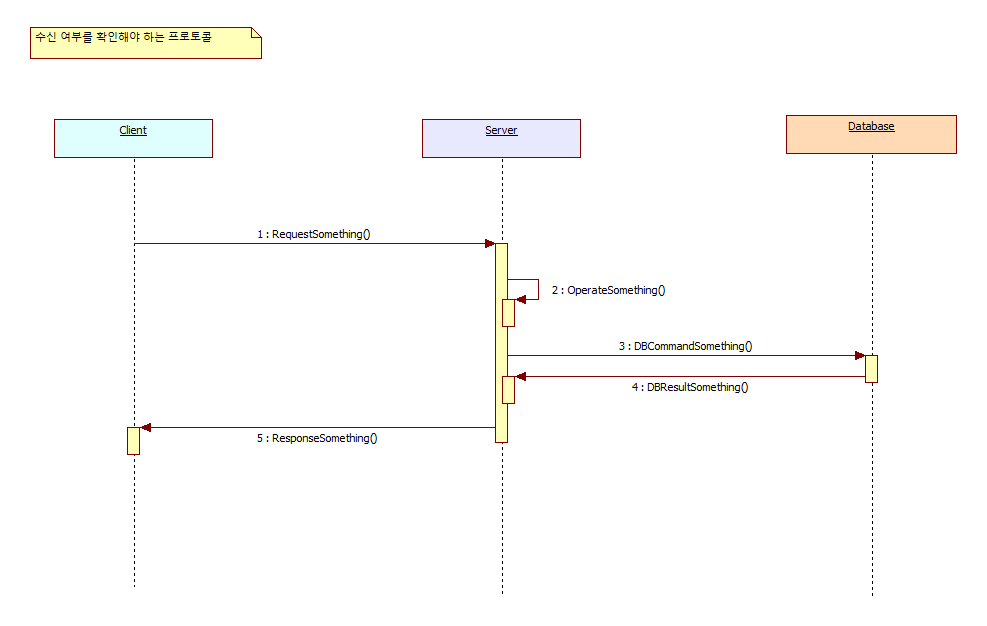 수신 여부를 확인해야 하는 프로토콜
Client
Server
Database
1 : RequestSomething()
2 : OperateSomething()
3 : DBCommandSomething()
4 : DBResultSomething()
5 : ResponseSomething()